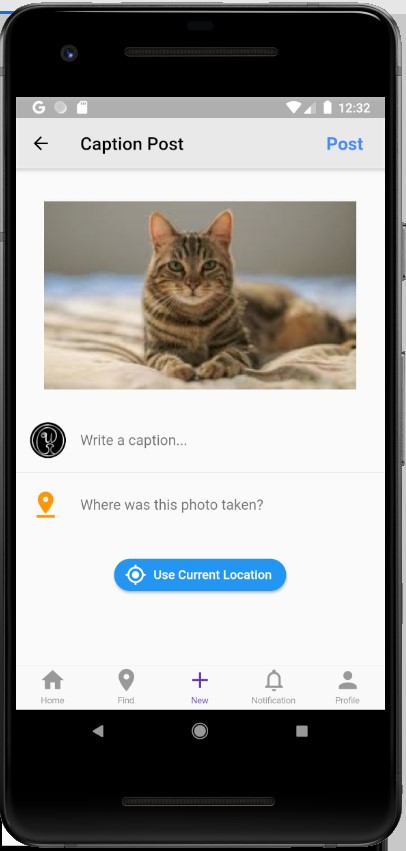 G 12:32
Caption Post Post
Write a caption...
Where was this photo taken?
Use Current Location
Home Find New Notification Profile